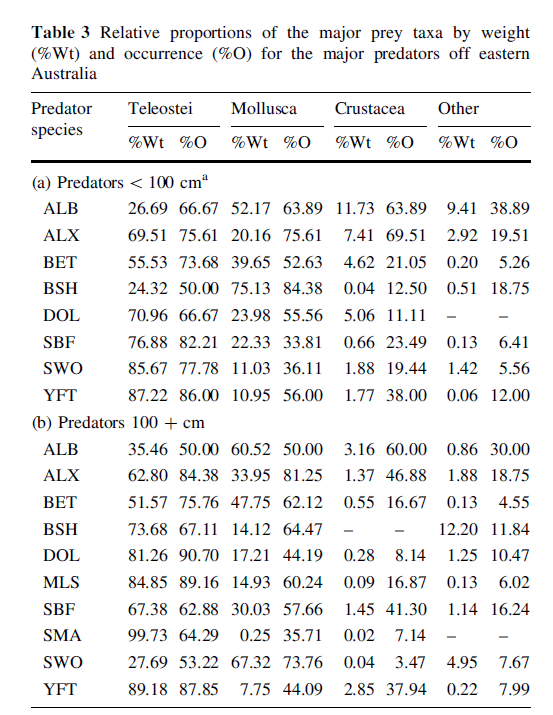 Table 3 Relative proportions of the major prey taxa by weight
(%Wt) and occurrence (%O) for the major predators off eastern
Australia
Predator species Teleostei Mollusca Crustacea Other
%Wt %O %Wt %O %Wt %O %Wt %O
(a) Predators < 100 cmᵃ
ALB 26.69 66.67 52.17 63.89 11.73 63.89 9.41 38.89
ALX 69.51 75.61 20.16 75.61 7.41 69.51 2.92 19.51
BET 55.53 73.68 39.65 52.63 4.62 21.05 0.20 5.26
BSH 24.32 50.00 75.13 84.38 0.04 12.50 0.51 18.75
DOL 70.96 66.67 23.98 55.56 5.06 11.11 – –
SBF 76.88 82.21 22.33 33.81 0.66 23.49 0.13 6.41
SWO 85.67 77.78 11.03 36.11 1.88 19.44 1.42 5.56
YFT 87.22 86.00 10.95 56.00 1.77 38.00 0.06 12.00
(b) Predators 100 + cm
ALB 35.46 50.00 60.52 50.00 3.16 60.00 0.86 30.00
ALX 62.80 84.38 33.95 81.25 1.37 46.88 1.88 18.75
BET 51.57 75.76 47.75 62.12 0.55 16.67 0.13 4.55
BSH 73.68 67.11 14.12 64.47 – – 12.20 11.84
DOL 81.26 90.70 17.21 44.19 0.28 8.14 1.25 10.47
MLS 84.85 89.16 14.93 60.24 0.09 16.87 0.13 6.02
SBF 67.38 62.88 30.03 57.66 1.45 41.30 1.14 16.24
SMA 99.73 64.29 0.25 35.71 0.02 7.14 – –
SWO 27.69 53.22 67.32 73.76 0.04 3.47 4.95 7.67
YFT 89.18 87.85 7.75 44.09 2.85 37.94 0.22 7.99